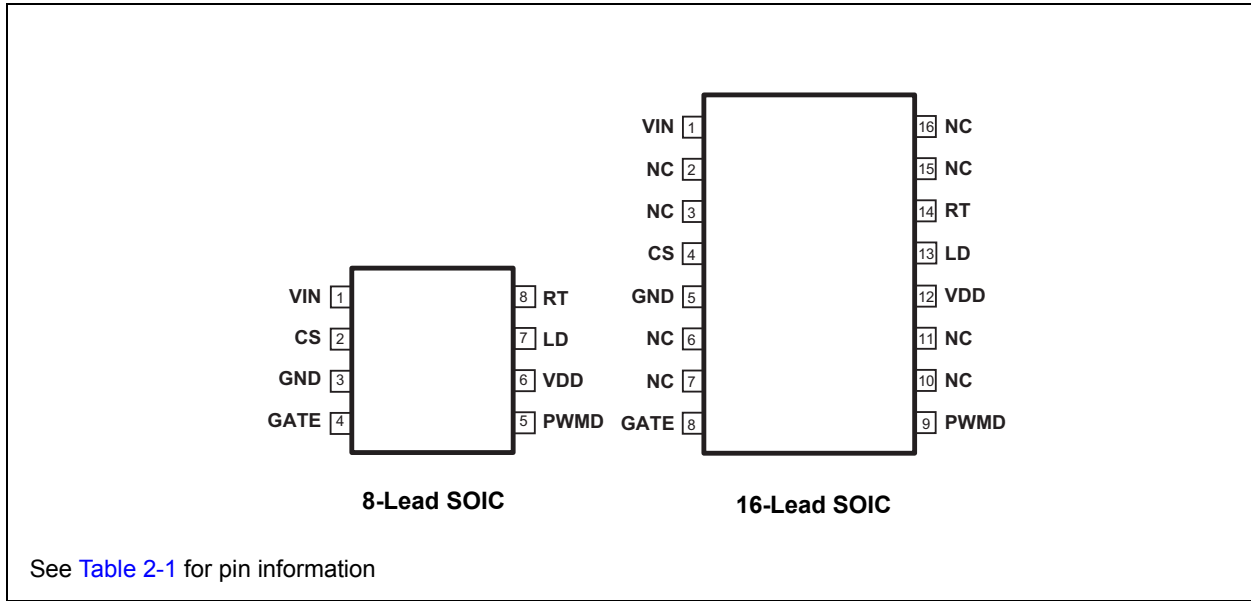 VIN 1
CS 2
GND 3
GATE 4
8 RT
7 LD
6 VDD
5 PWMD
8-Lead SOIC
VIN 1
NC 2
NC 3
CS 4
GND 5
NC 6
NC 7
GATE 8
16 NC
15 NC
14 RT
13 LD
12 VDD
11 NC
10 NC
9 PWMD
16-Lead SOIC
See Table 2-1 for pin information